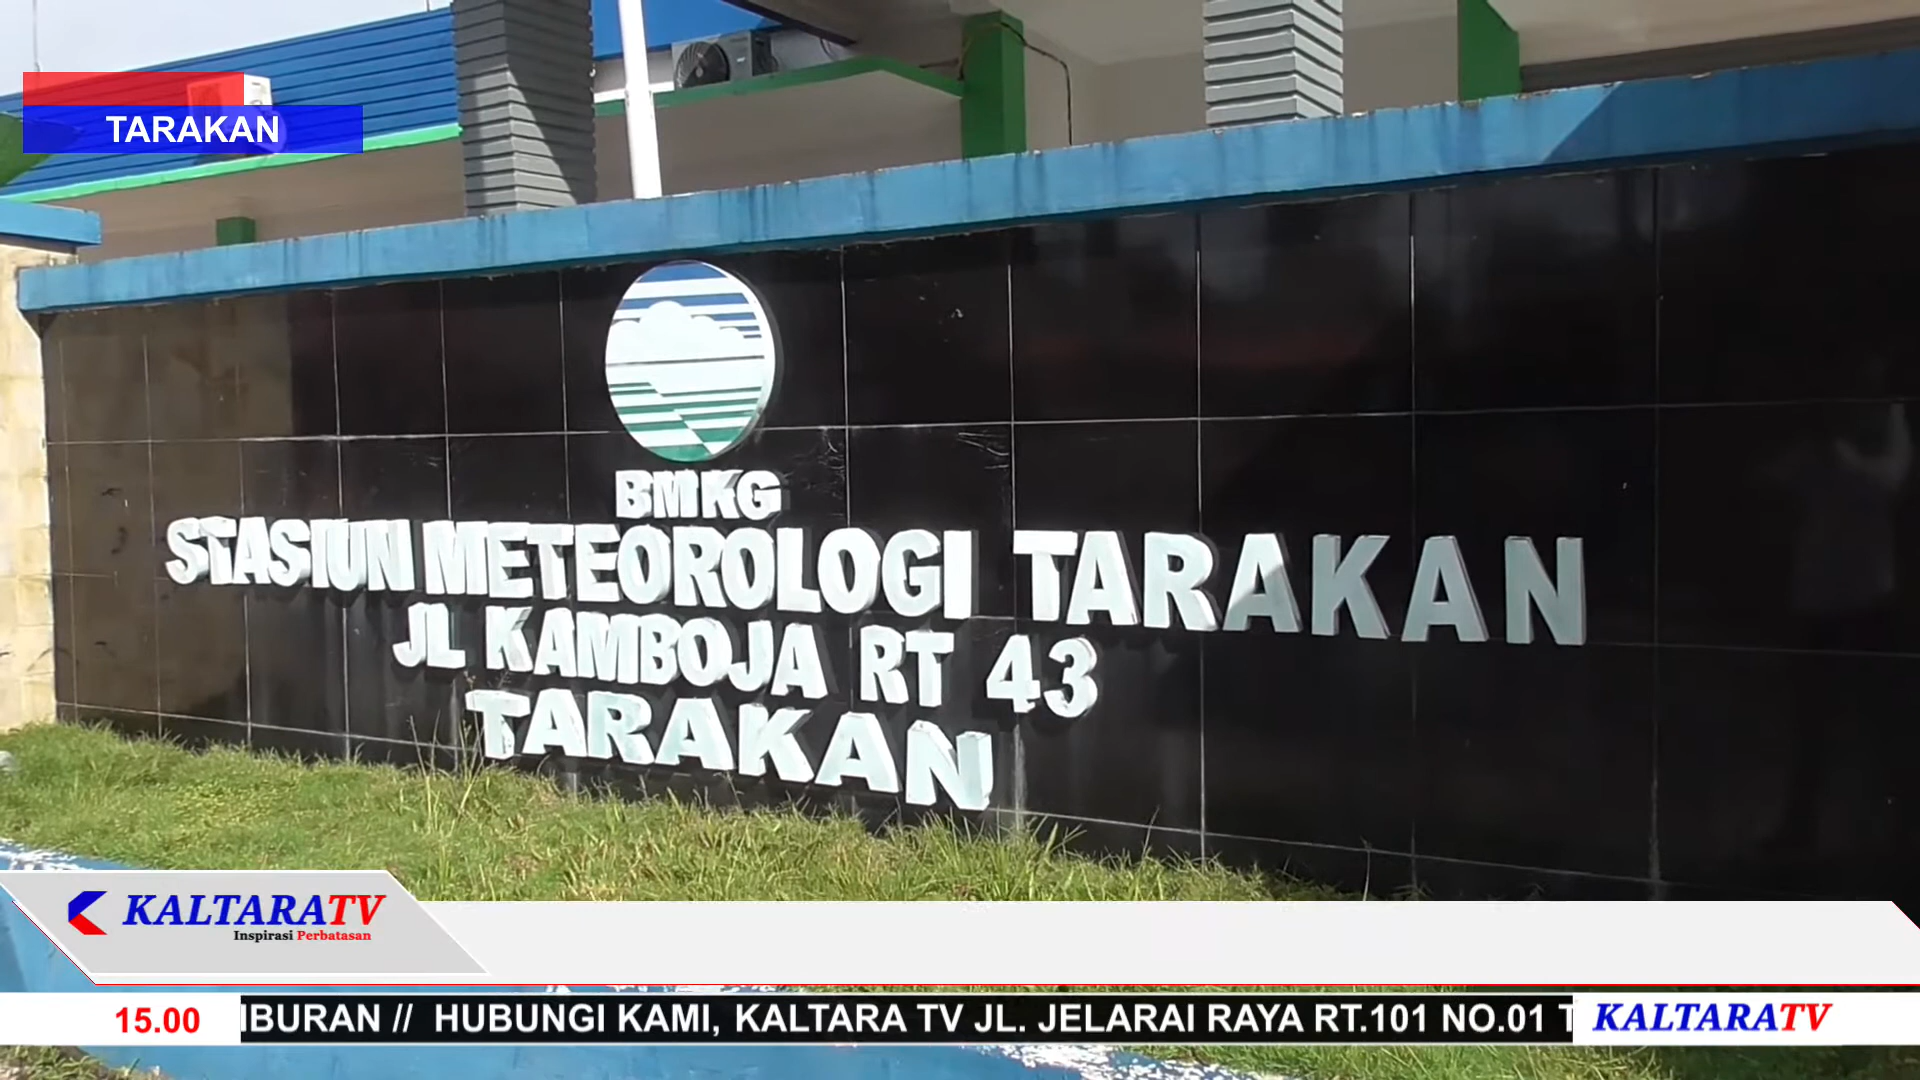 TARAKAN
BMKG
STASIUN METEOROLOGI TARAKAN
JL KAMBOJA RT 43
TARAKAN
KALTARATV
Inspirasi Perbatasan
15.00
IBURAN // HUBUNGI KAMI, KALTARA TV JL. JELARAI RAYA RT.101 NO.01 T
KALTARATV